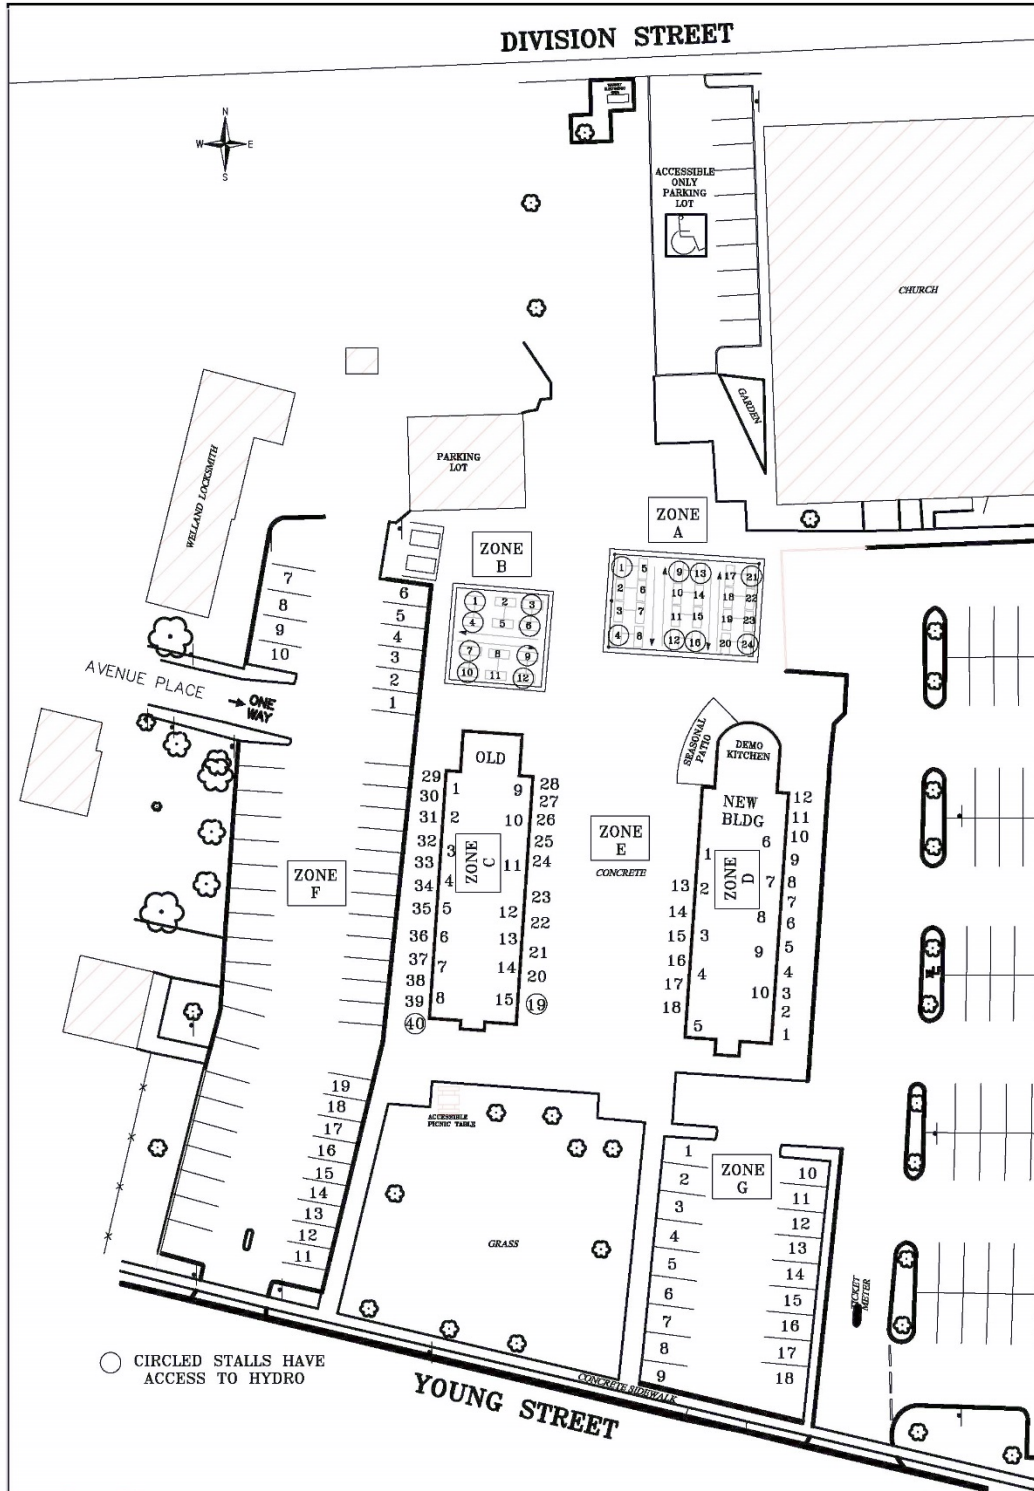 DIVISION STREET
N
W E
S
ACCESSIBLE
ONLY
PARKING
LOT
CHURCH
GARDEN
WELLAND LOCKSMITH
PARKING
LOT
ZONE
A
ZONE
B
1 5 9 13 17 21
2 6 10 14 18 22
3 7 11 15 19 23
4 8 12 16 20 24
1 2 3
4 5 6
7 8 9
10 11 12
7
8
9
10
6
5
4
3
2
1
AVENUE PLACE
ONE
WAY
SEASONAL
PATIO
DEMO
KITCHEN
OLD
NEW
BLDG
29
30
31
32
33
34
35
36
37
38
39
40
1
2
3
4
5
6
7
8
ZONE
C
9
10
11
12
13
14
15
28
27
26
25
24
23
22
21
20
19
ZONE
E
CONCRETE
ZONE
F
13
14
15
16
17
18
1
2
3
4
5
ZONE
D
6
7
8
9
10
12
11
10
9
8
7
6
5
4
3
2
1
19
18
17
16
15
14
13
12
11
ACCESSIBLE
PICNIC TABLE
GRASS
ZONE
G
1
2
3
4
5
6
7
8
9
10
11
12
13
14
15
16
17
18
TICKET
METER
CIRCLED STALLS HAVE
ACCESS TO HYDRO
CONCRETE SIDEWALK
YOUNG STREET